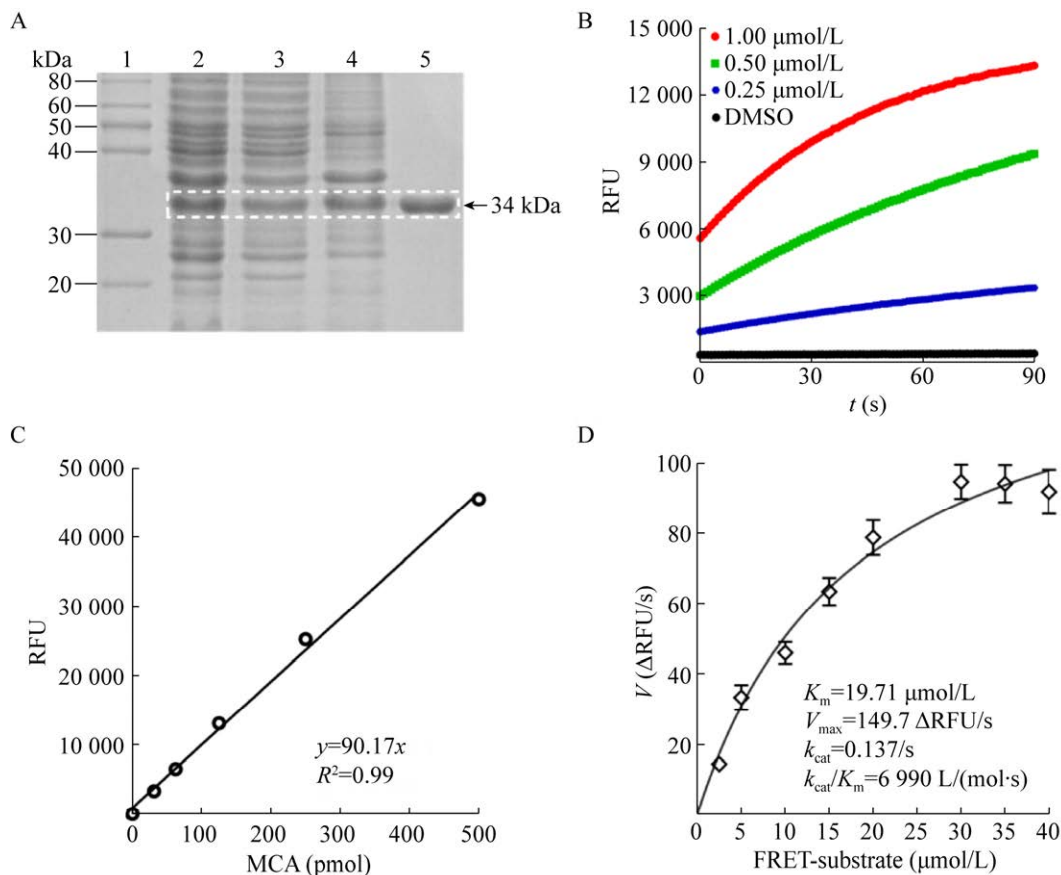 A
kDa 1 2 3 4 5
80
60
50
40
30
20
34 kDa
B
1.00 μmol/L
0.50 μmol/L
0.25 μmol/L
DMSO
RFU
15 000
12 000
9 000
6 000
3 000
0 30 60 90
t (s)
C
RFU
50 000
40 000
30 000
20 000
10 000
y=90.17x
R²=0.99
0 100 200 300 400 500
MCA (pmol)
D
V (ΔRFU/s)
100
80
60
40
20
Km=19.71 μmol/L
Vmax=149.7 ΔRFU/s
kcat=0.137/s
kcat/Km=6 990 L/(mol·s)
0 5 10 15 20 25 30 35 40
FRET-substrate (μmol/L)